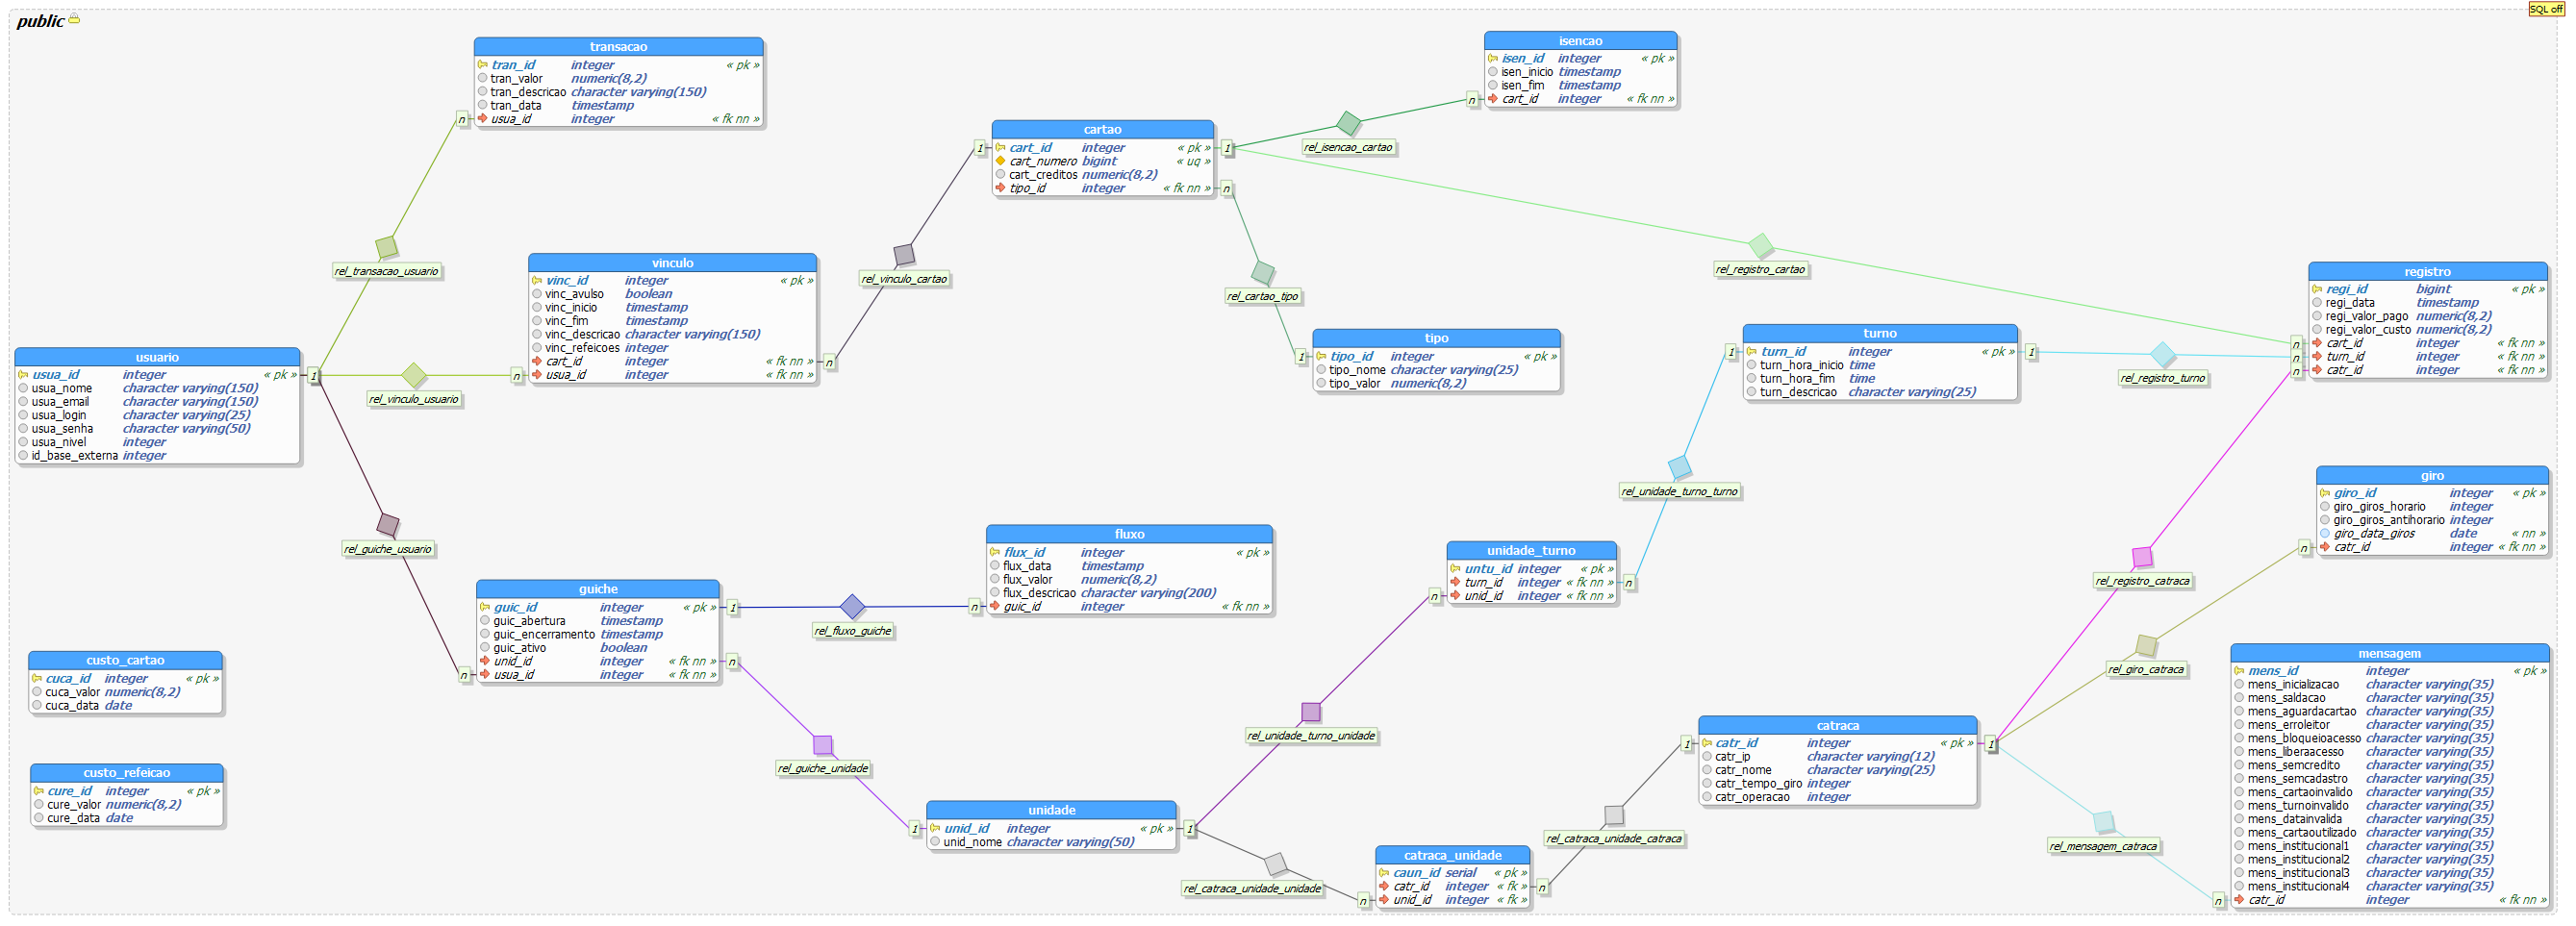 public
SQL off
transacao
tran_id integer « pk »
tran_valor numeric(8,2)
tran_descricao character varying(150)
tran_data timestamp
usua_id integer « fk nn »
n
rel_transacao_usuario
isencao
isen_id integer « pk »
isen_inicio timestamp
isen_fim timestamp
cart_id integer « fk nn »
n
rel_isencao_cartao
cartao
1
cart_id integer « pk »
1
cart_numero bigint « uq »
cart_creditos numeric(8,2)
tipo_id integer « fk nn »
n
rel_vinculo_cartao
rel_cartao_tipo
rel_registro_cartao
vinculo
vinc_id integer « pk »
vinc_avulso boolean
vinc_inicio timestamp
vinc_fim timestamp
vinc_descricao character varying(150)
vinc_refeicoes integer
cart_id integer « fk nn »
n
n
usua_id integer « fk nn »
rel_vinculo_usuario
usuario
usua_id integer « pk »
1
usua_nome character varying(150)
usua_email character varying(150)
usua_login character varying(25)
usua_senha character varying(50)
usua_nivel integer
id_base_externa integer
tipo
1
tipo_id integer « pk »
tipo_nome character varying(25)
tipo_valor numeric(8,2)
turno
1
turn_id integer « pk »
1
turn_hora_inicio time
turn_hora_fim time
turn_descricao character varying(25)
rel_registro_turno
registro
regi_id bigint « pk »
regi_data timestamp
regi_valor_pago numeric(8,2)
regi_valor_custo numeric(8,2)
n
cart_id integer « fk nn »
n
turn_id integer « fk nn »
n
catr_id integer « fk nn »
rel_unidade_turno_turno
rel_guiche_usuario
giro
giro_id integer « pk »
giro_giros_horario integer
giro_giros_antihorario integer
giro_data_giros date « nn »
n
catr_id integer « fk nn »
rel_registro_catraca
rel_giro_catraca
fluxo
flux_id integer « pk »
flux_data timestamp
flux_valor numeric(8,2)
flux_descricao character varying(200)
n
guic_id integer « fk nn »
rel_fluxo_guiche
unidade_turno
untu_id integer « pk »
turn_id integer « fk nn »
n
n
unid_id integer « fk nn »
guiche
guic_id integer « pk »
1
guic_abertura timestamp
guic_encerramento timestamp
guic_ativo boolean
unid_id integer « fk nn »
n
n
usua_id integer « fk nn »
custo_cartao
cuca_id integer « pk »
cuca_valor numeric(8,2)
cuca_data date
custo_refeicao
cure_id integer « pk »
cure_valor numeric(8,2)
cure_data date
rel_guiche_unidade
rel_unidade_turno_unidade
unidade
1
unid_id integer « pk »
1
unid_nome character varying(50)
rel_catraca_unidade_unidade
catraca_unidade
caun_id serial « pk »
catr_id integer « fk »
n
n
unid_id integer « fk »
rel_catraca_unidade_catraca
catraca
1
catr_id integer « pk »
1
catr_ip character varying(12)
catr_nome character varying(25)
catr_tempo_giro integer
catr_operacao integer
rel_mensagem_catraca
mensagem
mens_id integer « pk »
mens_inicializacao character varying(35)
mens_saldacao character varying(35)
mens_aguardacartao character varying(35)
mens_erroleitor character varying(35)
mens_bloqueioacesso character varying(35)
mens_liberaacesso character varying(35)
mens_semcredito character varying(35)
mens_semcadastro character varying(35)
mens_cartaoinvalido character varying(35)
mens_turnoinvalido character varying(35)
mens_datainvalida character varying(35)
mens_cartaoutilizado character varying(35)
mens_institucional1 character varying(35)
mens_institucional2 character varying(35)
mens_institucional3 character varying(35)
mens_institucional4 character varying(35)
n
catr_id integer « fk nn »